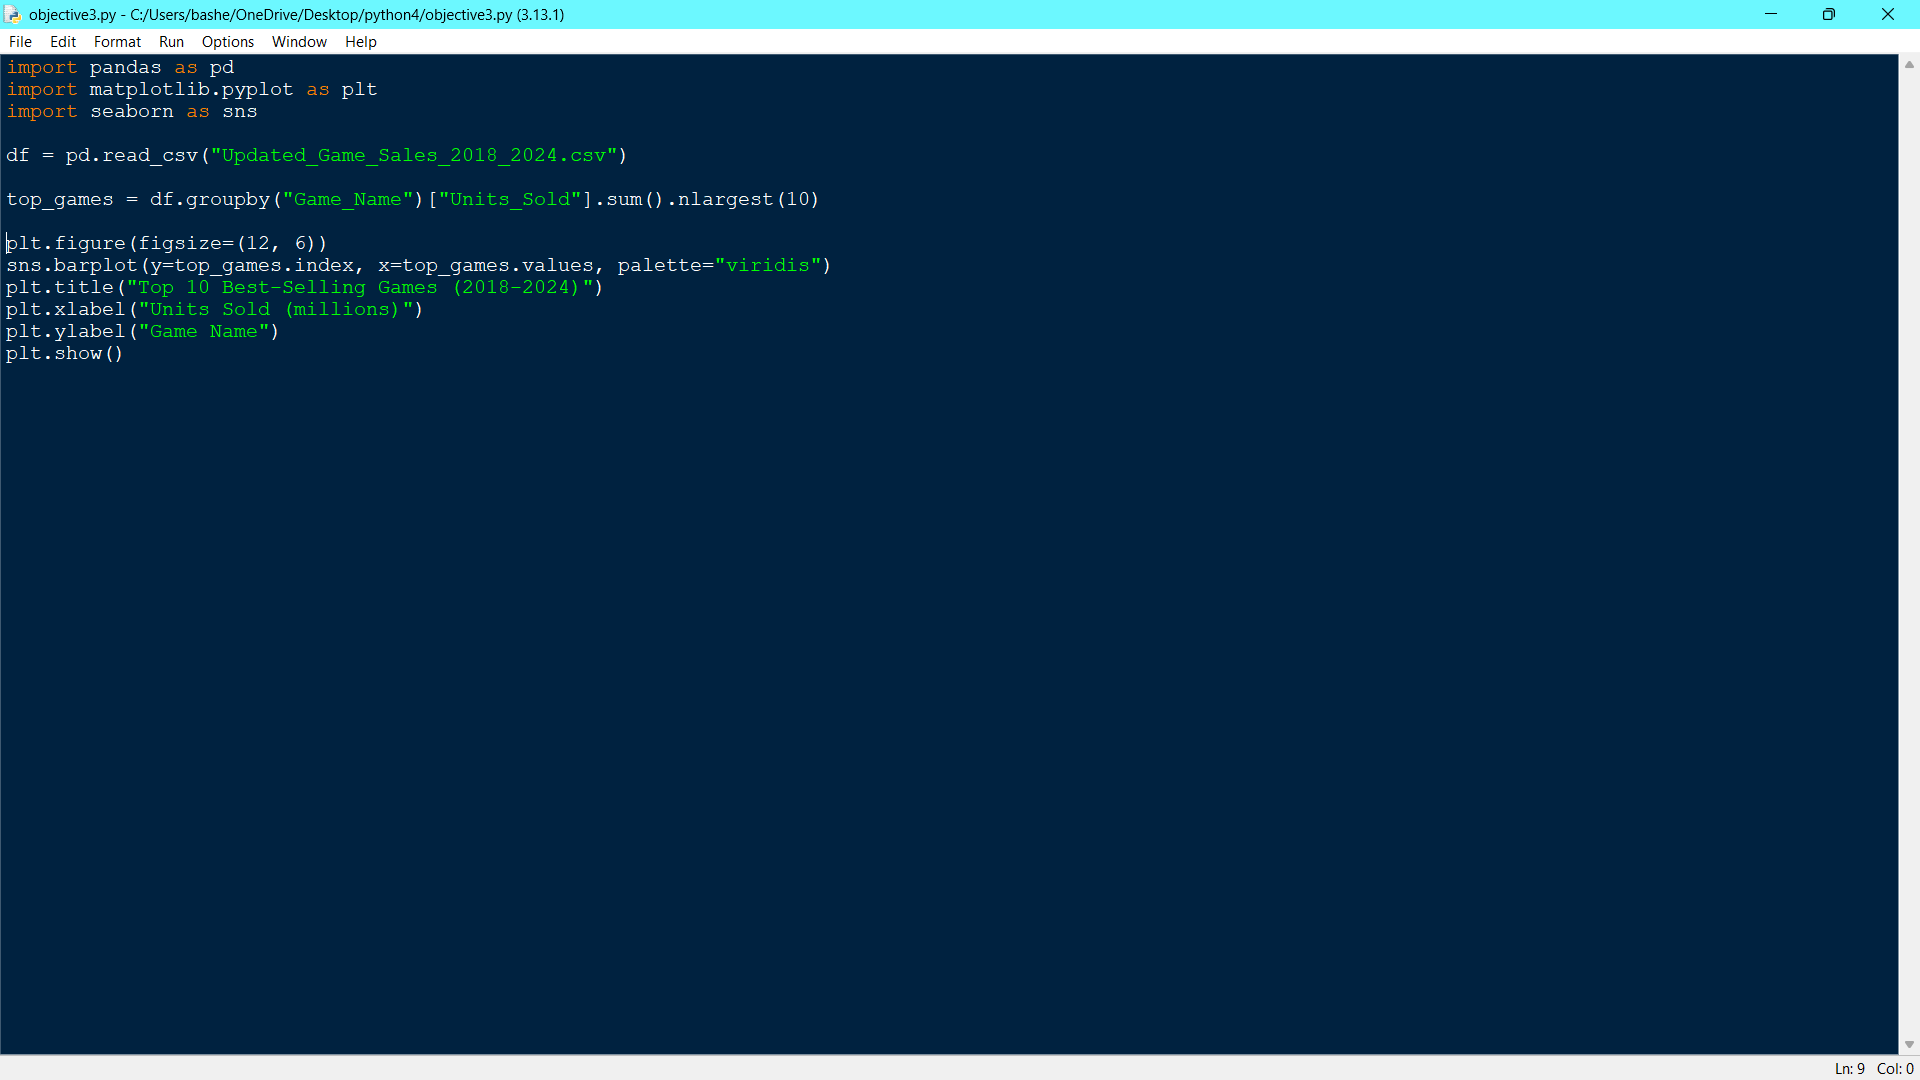 objective3.py - C:/Users/bashe/OneDrive/Desktop/python4/objective3.py (3.13.1)
File Edit Format Run Options Window Help
import pandas as pd
import matplotlib.pyplot as plt
import seaborn as sns
df = pd.read_csv("Updated_Game_Sales_2018_2024.csv")
top_games = df.groupby("Game_Name")["Units_Sold"].sum().nlargest(10)
plt.figure(figsize=(12, 6))
sns.barplot(y=top_games.index, x=top_games.values, palette="viridis")
plt.title("Top 10 Best-Selling Games (2018-2024)")
plt.xlabel("Units Sold (millions)")
plt.ylabel("Game Name")
plt.show()
Ln: 9 Col: 0